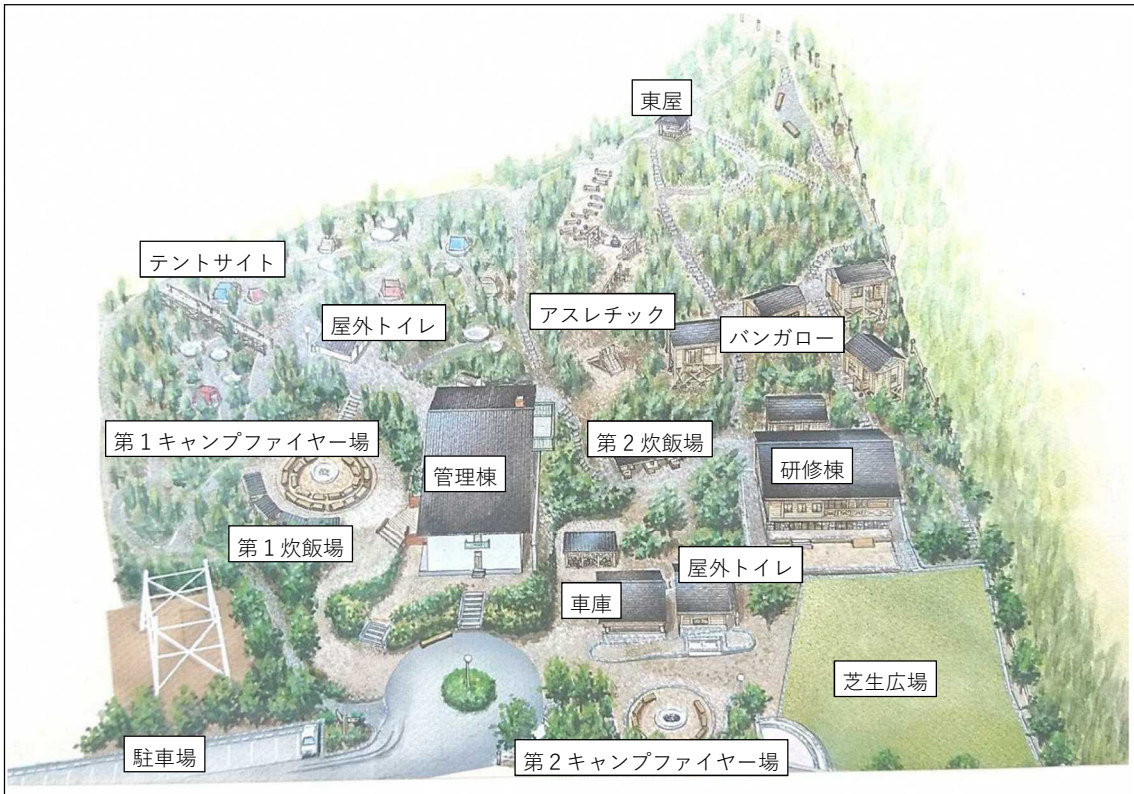 東屋
テントサイト
屋外トイレ
アスレチック
バンガロー
第１キャンプファイヤー場
管理棟
第２炊飯場
研修棟
第１炊飯場
屋外トイレ
車庫
芝生広場
駐車場
第２キャンプファイヤー場